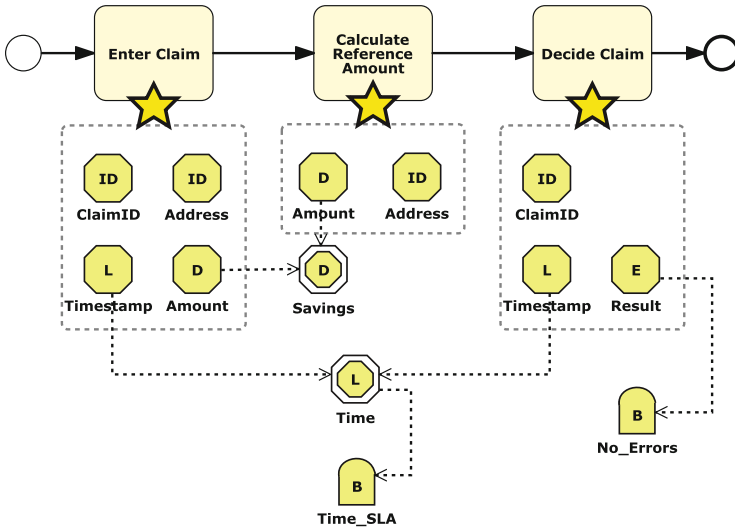 Enter Claim
Calculate
Reference
Amount
Decide Claim
ID
ID
ClaimID
Address
L
D
Timestamp
Amount
D
ID
Amount
Address
D
Savings
ID
ClaimID
L
E
Timestamp
Result
L
Time
B
No_Errors
B
Time_SLA